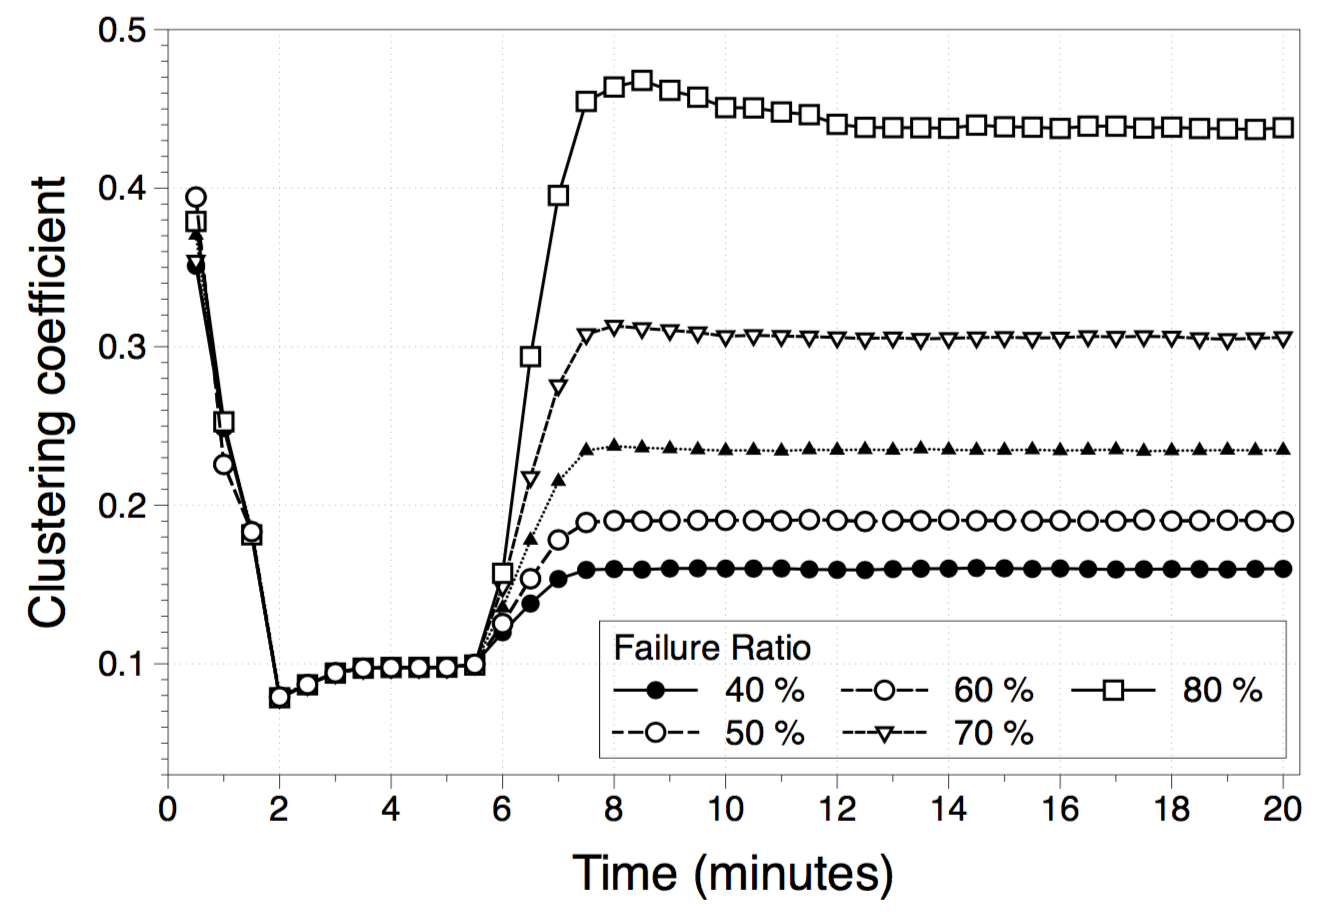 0.5
0.4
0.3
0.2
0.1
Clustering coefficient
Failure Ratio
40 % 60 % 80 %
50 % 70 %
0 2 4 6 8 10 12 14 16 18 20
Time (minutes)